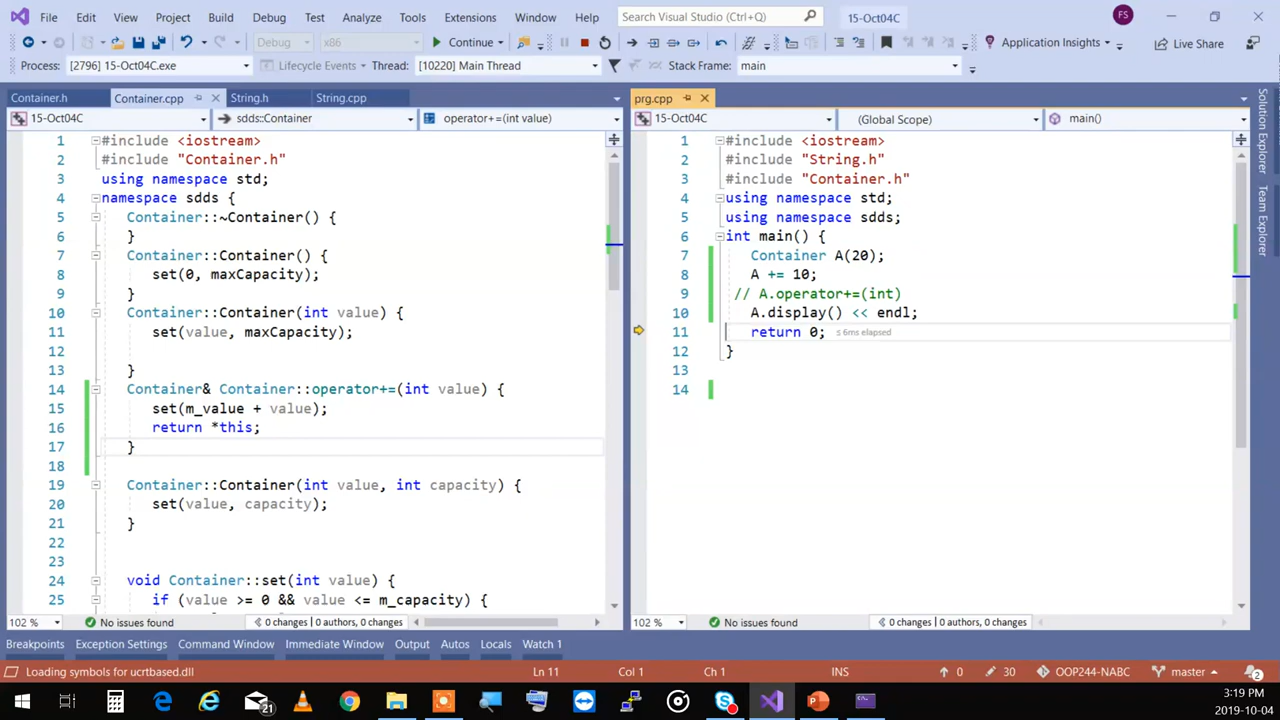 File Edit View Project Build Debug Test Analyze Tools Extensions Window Help Search Visual Studio (Ctrl+Q) 15-Oct04C FS
Debug x86 Continue Application Insights Live Share
Process: [2796] 15-Oct04C.exe Lifecycle Events Thread: [10220] Main Thread Stack Frame: main
Container.h Container.cpp String.h String.cpp
15-Oct04C sdds::Container operator+=(int value)
1 #include <iostream>
2 #include "Container.h"
3 using namespace std;
4 namespace sdds {
5 Container::~Container() {
6 }
7 Container::Container() {
8 set(0, maxCapacity);
9 }
10 Container::Container(int value) {
11 set(value, maxCapacity);
12
13 }
14 Container& Container::operator+=(int value) {
15 set(m_value + value);
16 return *this;
17 }
18
19 Container::Container(int value, int capacity) {
20 set(value, capacity);
21 }
22
23
24 void Container::set(int value) {
25 if (value >= 0 && value <= m_capacity) {
102 % No issues found 0 changes | 0 authors, 0 changes
prg.cpp
15-Oct04C (Global Scope) main()
1 #include <iostream>
2 #include "String.h"
3 #include "Container.h"
4 using namespace std;
5 using namespace sdds;
6 int main() {
7 Container A(20);
8 A += 10;
9 // A.operator+=(int)
10 A.display() << endl;
11 return 0; ≤ 6ms elapsed
12 }
13
14
102 % No issues found 0 changes | 0 authors, 0 changes
Solution Explorer
Team Explorer
Breakpoints Exception Settings Command Window Immediate Window Output Autos Locals Watch 1
Loading symbols for ucrtbased.dll Ln 11 Col 1 Ch 1 INS 0 30 OOP244-NABC master 2
21
3:19 PM
2019-10-04